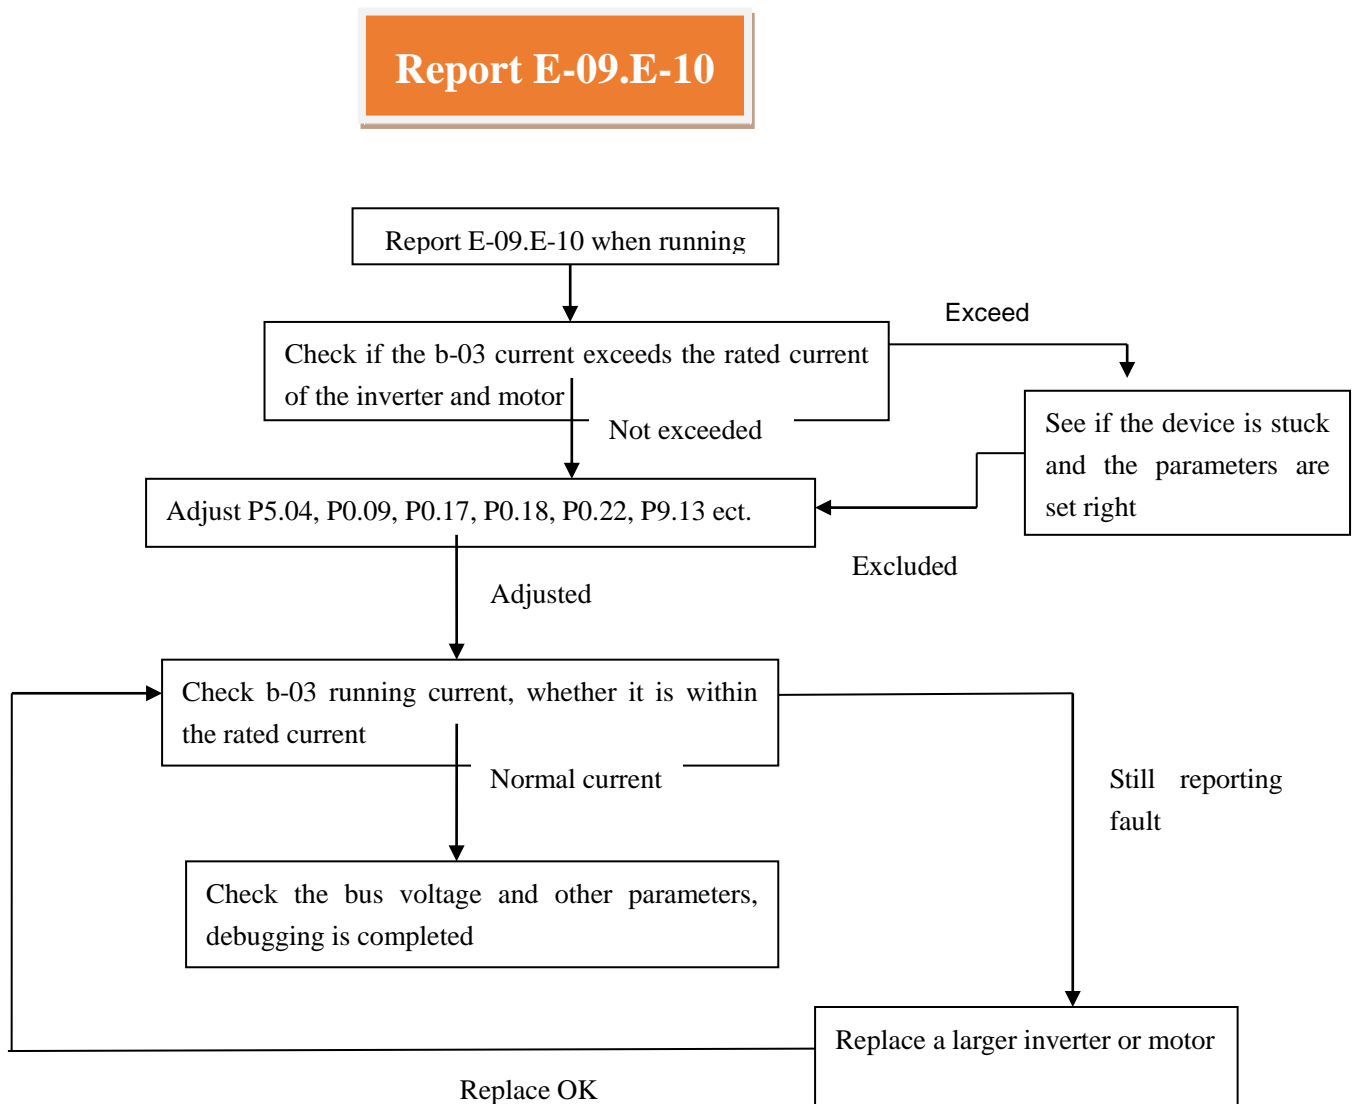 Report E-09.E-10
Report E-09.E-10 when running
Exceed
Check if the b-03 current exceeds the rated current
of the inverter and motor
Not exceeded
See if the device is stuck
and the parameters are
set right
Adjust P5.04, P0.09, P0.17, P0.18, P0.22, P9.13 ect.
Excluded
Adjusted
Check b-03 running current, whether it is within
the rated current
Normal current
Still reporting
fault
Check the bus voltage and other parameters,
debugging is completed
Replace a larger inverter or motor
Replace OK